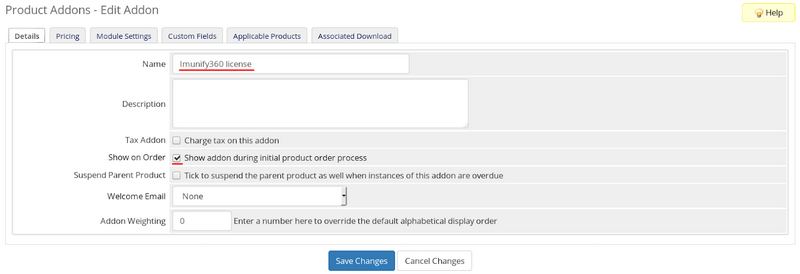 Product Addons - Edit Addon
Help
Details Pricing Module Settings Custom Fields Applicable Products Associated Download
Name Imunify360 license
Description
Tax Addon Charge tax on this addon
Show on Order Show addon during initial product order process
Suspend Parent Product Tick to suspend the parent product as well when instances of this addon are overdue
Welcome Email None
Addon Weighting 0 Enter a number here to override the default alphabetical display order
Save Changes Cancel Changes